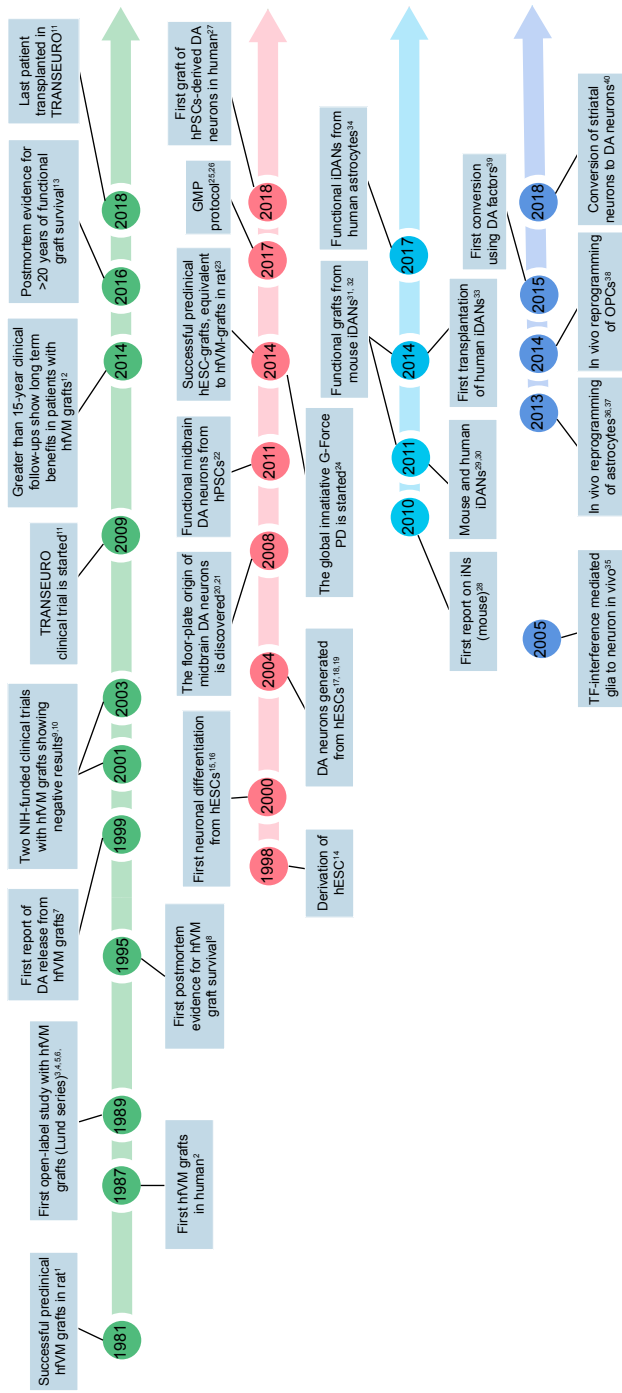 Successful preclinical
hfVM grafts in rat¹
First open-label study with hfVM
grafts (Lund series)³,⁴,⁵,⁶,
First report of
DA release from
hfVM grafts⁷
Two NIH-funded clinical trials
with hfVM grafts showing
negative results⁹,¹⁰
TRANSEURO
clinical trial is started¹¹
Greater than 15-year clinical
follow-ups show long term
benefits in patients with
hfVM grafts¹²
Postmortem evidence for
>20 years of functional
graft survival¹³
Last patient
transplanted in
TRANSEURO¹¹
1981
1987
1989
1995
1999
2001
2003
2009
2014
2016
2018
First hfVM grafts
in human²
First postmortem
evidence for hfVM
graft survival⁸
First neuronal differentiation
from hESCs¹⁵,¹⁶
The floor-plate origin of
midbrain DA neurons
is discovered²⁰,²¹
Functional midbrain
DA neurons from
hPSCs²²
Successful preclinical
hESC-grafts, equivalent
to hfVM-grafts in rat²³
GMP
protocol²⁵,²⁶
First graft of
hPSCs-derived DA
neurons in human²⁷
1998
2000
2004
2008
2011
2014
2017
2018
Derivation of
hESC¹⁴
DA neurons generated
from hESCs¹⁷,¹⁸,¹⁹
The global innatiative G-Force
PD is started²⁴
Functional grafts from
mouse iDANs³¹, ³²
Functional iDANs from
human astrocytes³⁴
2010
2011
2014
2017
First report on iNs
(mouse)²⁸
Mouse and human
iDANs²⁹,³⁰
First transplantation
of human iDANs³³
First conversion
using DA factors³⁹
2005
2013
2014
2015
2018
TF-interference mediated
glia to neuron in vivo³⁵
In vivo reprogramming
of astrocytes³⁶,³⁷
In vivo reprogramming
of OPCs³⁸
Conversion of striatal
neurons to DA neurons⁴⁰